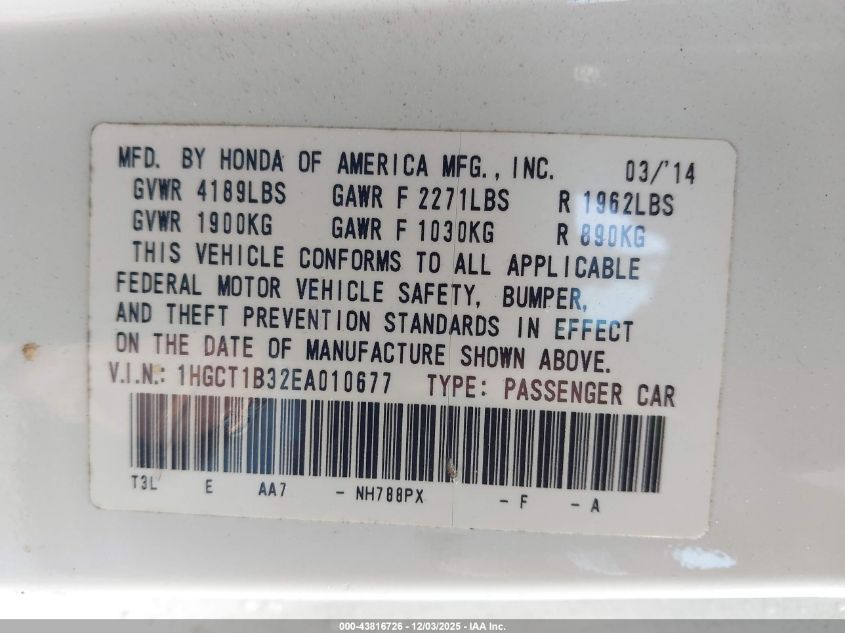 MFD. BY HONDA OF AMERICA MFG., INC. 03/'14
GVWR 4189LBS GAWR F 2271LBS R 1962LBS
GVWR 1900KG GAWR F 1030KG R 890KG
THIS VEHICLE CONFORMS TO ALL APPLICABLE
FEDERAL MOTOR VEHICLE SAFETY, BUMPER,
AND THEFT PREVENTION STANDARDS IN EFFECT
ON THE DATE OF MANUFACTURE SHOWN ABOVE.
V.I.N.: 1HGCT1B32EA010677 TYPE: PASSENGER CAR
T3L E AA7 - NH788PX - F - A
000-43816726 - 12/03/2025 - IAA Inc.